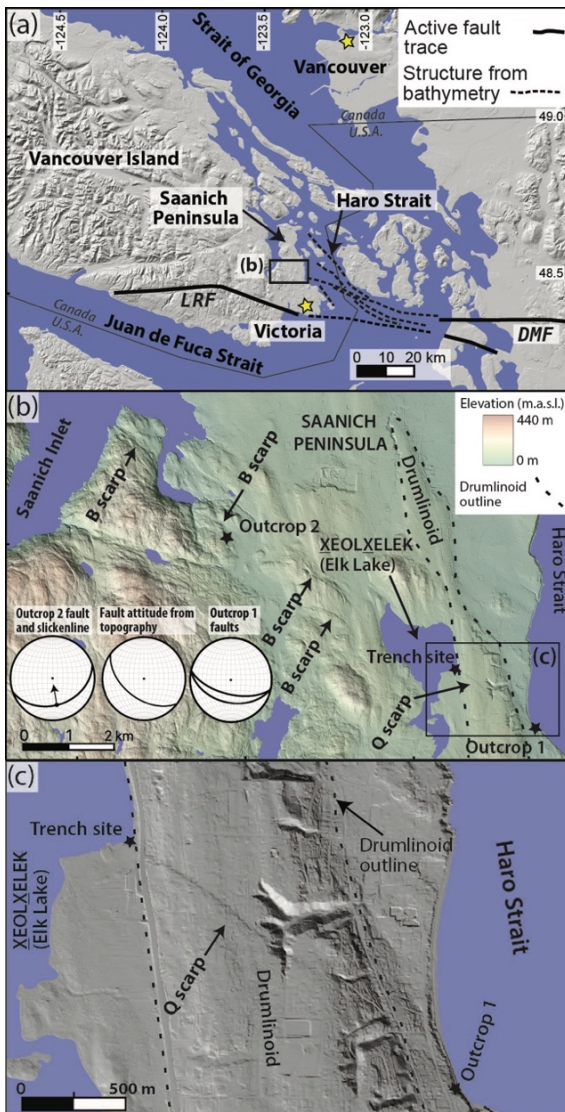 (a)
-124.5
-124.0
-123.5
-123.0
Strait of Georgia
Vancouver
Active fault
trace
Structure from
bathymetry
Canada
U.S.A.
49.0
Vancouver Island
Saanich
Peninsula
Haro Strait
(b)
48.5
LRF
Canada
U.S.A.
Victoria
Juan de Fuca Strait
DMF
0 10 20 km
(b)
Saanich Inlet
B scarp
B scarp
SAANICH
PENINSULA
Elevation (m.a.s.l.)
440 m
0 m
Drumlinoid
outline
Drumlinoid
Outcrop 2
XEOLXELEK
(Elk Lake)
Haro Strait
B scarp
B scarp
Outcrop 2 fault
and slickenline
Fault attitude from
topography
Outcrop 1
faults
Trench site
(c)
Q scarp
0 1 2 km
Outcrop 1
(c)
Trench site
Drumlinoid
outline
XEOLXELEK
(Elk Lake)
Haro Strait
Q scarp
Drumlinoid
Outcrop 1
0 500 m